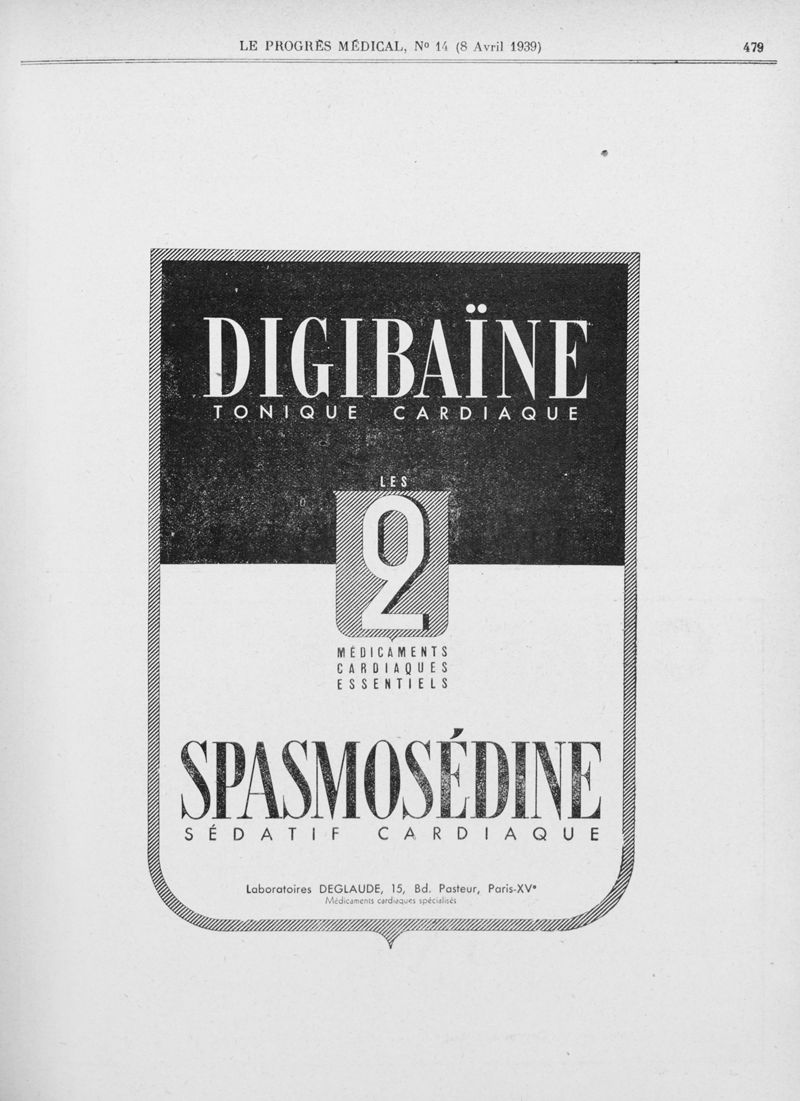 LE PROGRÈS MÉDICAL, Nº 14 (8 Avril 1939) 479
DIGIBAÏNE
TONIQUE CARDIAQUE
LES
2
MÉDICAMENTS
CARDIAQUES
ESSENTIELS
SPASMOSÉDINE
SÉDATIF CARDIAQUE
Laboratoires DEGLAUDE, 15, Bd. Pasteur, Paris-XVe
Médicaments cardiaques spécialisés